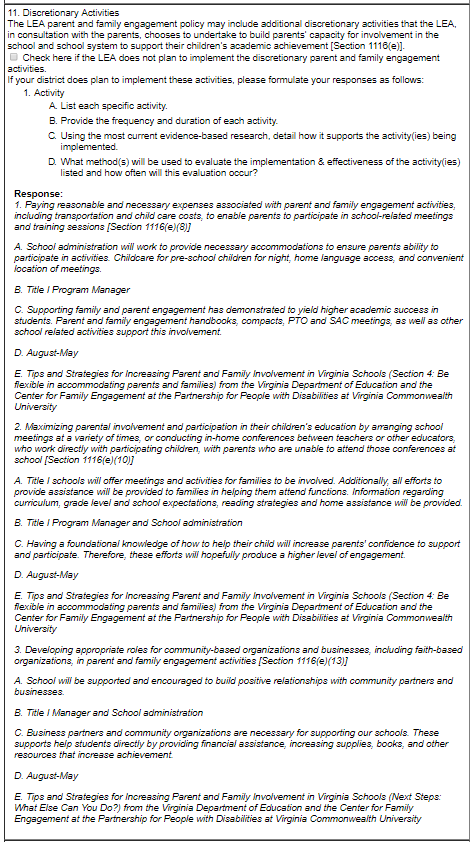 11. Discretionary Activities
The LEA parent and family engagement policy may include additional discretionary activities that the LEA,
in consultation with the parents, chooses to undertake to build parents' capacity for involvement in the
school and school system to support their children's academic achievement [Section 1116(e)].
Check here if the LEA does not plan to implement the discretionary parent and family engagement
activities.
If your district does plan to implement these activities, please formulate your responses as follows:
1. Activity
A. List each specific activity.
B. Provide the frequency and duration of each activity.
C. Using the most current evidence-based research, detail how it supports the activity(ies) being
implemented.
D. What method(s) will be used to evaluate the implementation & effectiveness of the activity(ies)
listed and how often will this evaluation occur?
Response:
1. Paying reasonable and necessary expenses associated with parent and family engagement activities,
including transportation and child care costs, to enable parents to participate in school-related meetings
and training sessions [Section 1116(e)(8)]
A. School administration will work to provide necessary accommodations to ensure parents ability to
participate in activities. Childcare for pre-school children for night, home language access, and convenient
location of meetings.
B. Title I Program Manager
C. Supporting family and parent engagement has demonstrated to yield higher academic success in
students. Parent and family engagement handbooks, compacts, PTO and SAC meetings, as well as other
school related activities support this involvement.
D. August-May
E. Tips and Strategies for Increasing Parent and Family Involvement in Virginia Schools (Section 4: Be
flexible in accommodating parents and families) from the Virginia Department of Education and the
Center for Family Engagement at the Partnership for People with Disabilities at Virginia Commonwealth
University
2. Maximizing parental involvement and participation in their children's education by arranging school
meetings at a variety of times, or conducting in-home conferences between teachers or other educators,
who work directly with participating children, with parents who are unable to attend those conferences at
school [Section 1116(e)(10)]
A. Title I schools will offer meetings and activities for families to be involved. Additionally, all efforts to
provide assistance will be provided to families in helping them attend functions. Information regarding
curriculum, grade level and school expectations, reading strategies and home assistance will be provided.
B. Title I Program Manager and School administration
C. Having a foundational knowledge of how to help their child will increase parents' confidence to support
and participate. Therefore, these efforts will hopefully produce a higher level of engagement.
D. August-May
E. Tips and Strategies for Increasing Parent and Family Involvement in Virginia Schools (Section 4: Be
flexible in accommodating parents and families) from the Virginia Department of Education and the
Center for Family Engagement at the Partnership for People with Disabilities at Virginia Commonwealth
University
3. Developing appropriate roles for community-based organizations and businesses, including faith-based
organizations, in parent and family engagement activities [Section 1116(e)(13)]
A. School will be supported and encouraged to build positive relationships with community partners and
businesses.
B. Title I Manager and School administration
C. Business partners and community organizations are necessary for supporting our schools. These
supports help students directly by providing financial assistance, increasing supplies, books, and other
resources that increase achievement.
D. August-May
E. Tips and Strategies for Increasing Parent and Family Involvement in Virginia Schools (Next Steps:
What Else Can You Do?) from the Virginia Department of Education and the Center for Family
Engagement at the Partnership for People with Disabilities at Virginia Commonwealth University